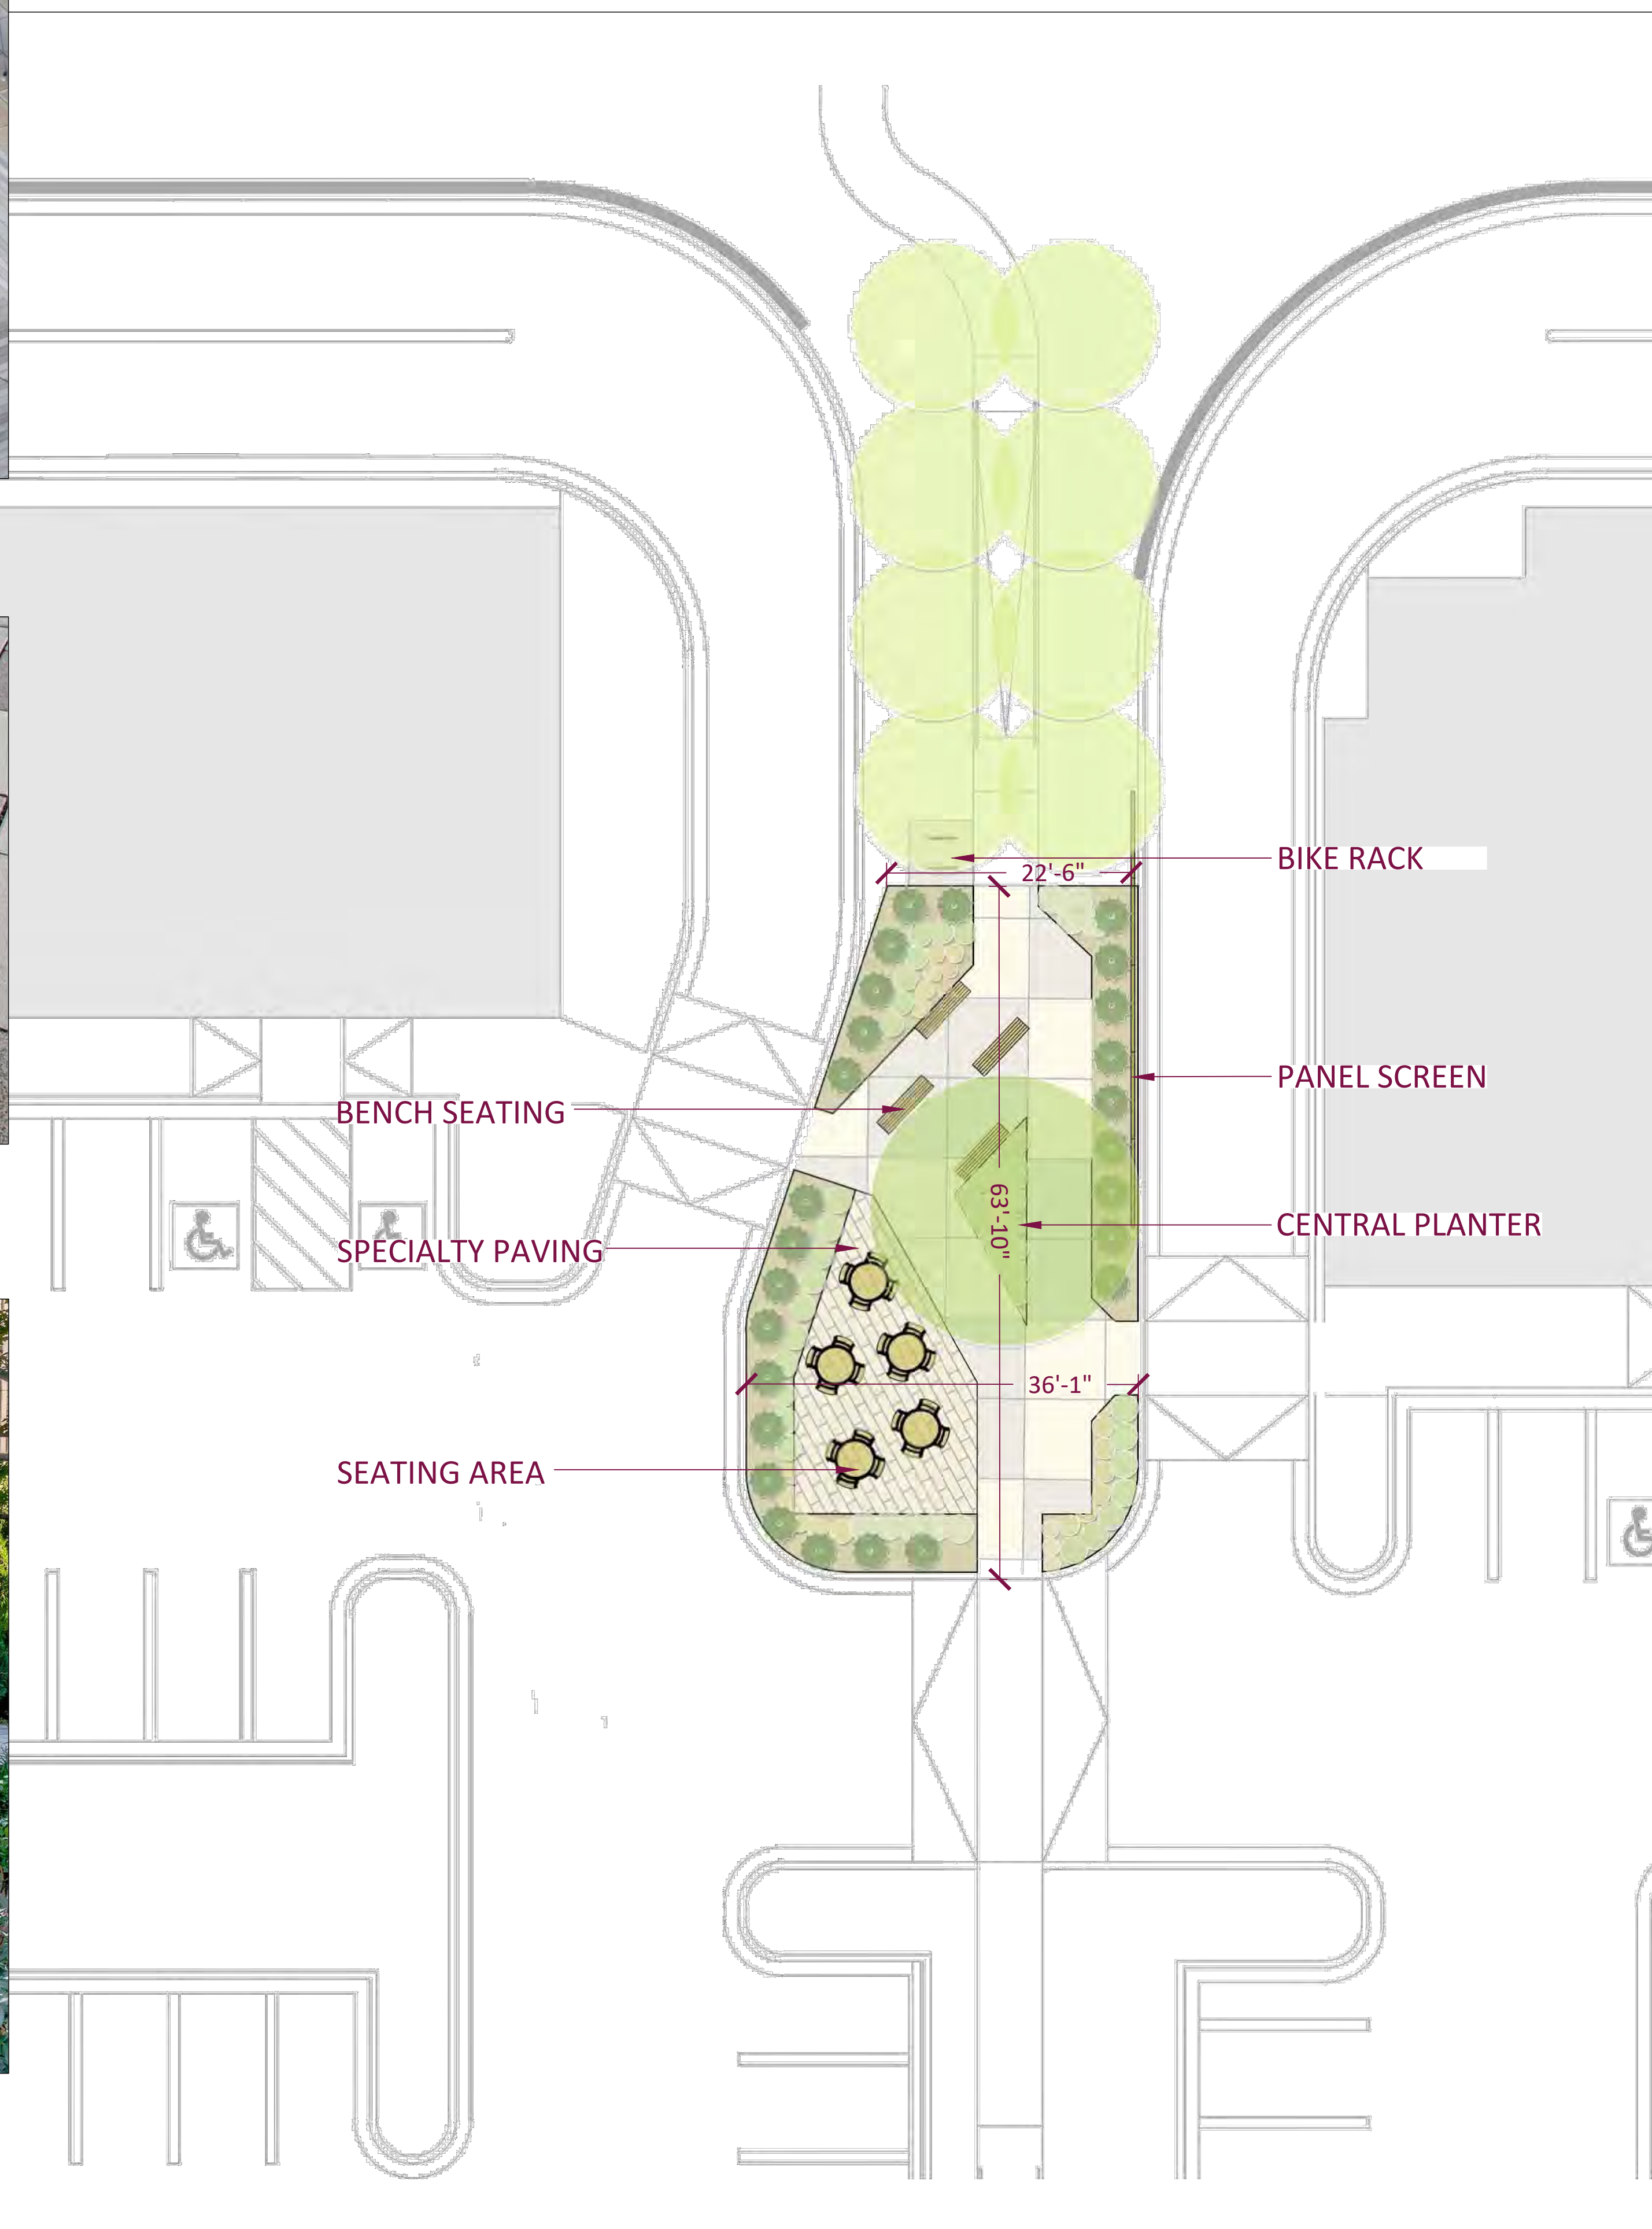 BIKE RACK
22'-6"
PANEL SCREEN
BENCH SEATING
63'-10"
CENTRAL PLANTER
SPECIALTY PAVING
36'-1"
SEATING AREA